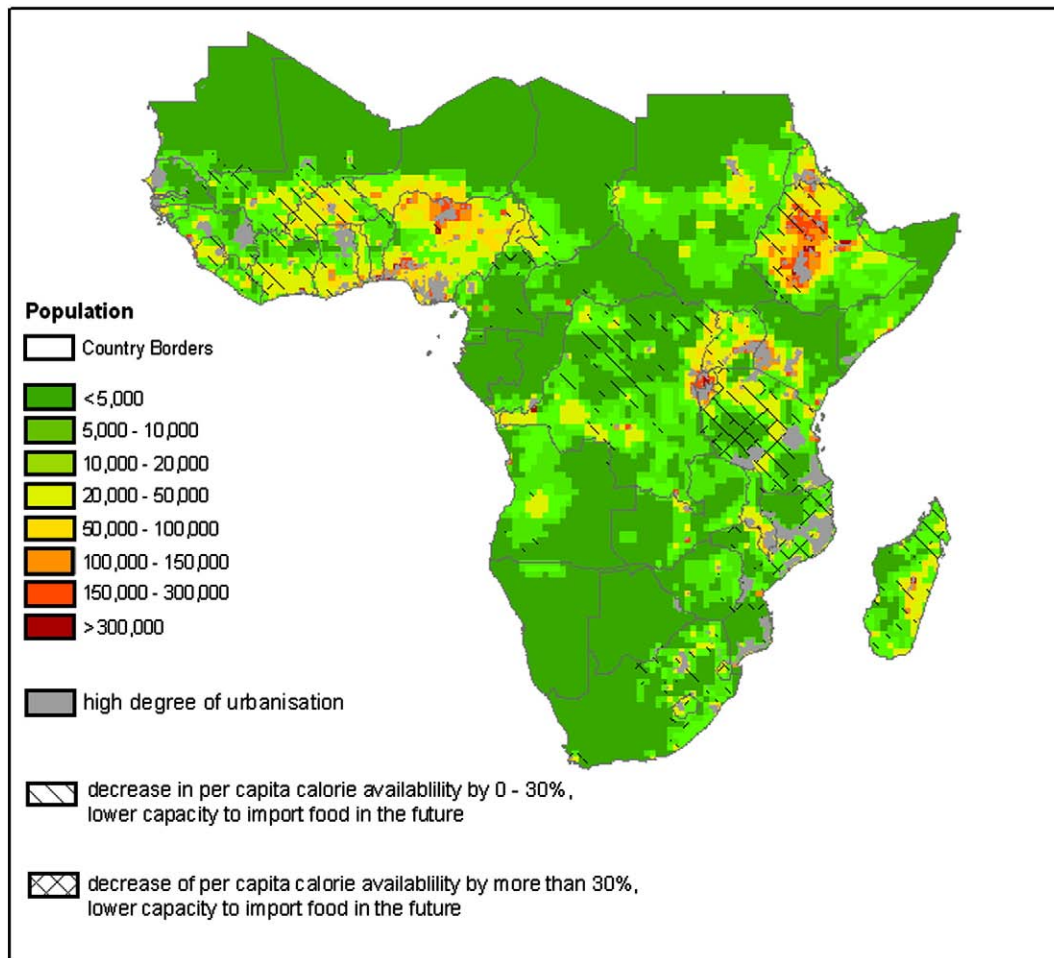 Population
Country Borders
<5,000
5,000 - 10,000
10,000 - 20,000
20,000 - 50,000
50,000 - 100,000
100,000 - 150,000
150,000 - 300,000
>300,000
high degree of urbanisation
decrease in per capita calorie availablility by 0 - 30%,
lower capacity to import food in the future
decrease of per capita calorie availablility by more than 30%,
lower capacity to import food in the future